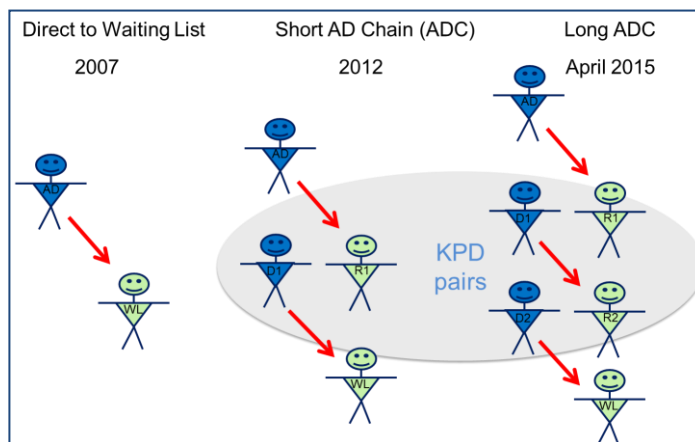 Direct to Waiting List
2007
Short AD Chain (ADC)
2012
Long ADC
April 2015
AD
WL
AD
D1
R1
WL
KPD
pairs
AD
D1
R1
D2
R2
WL